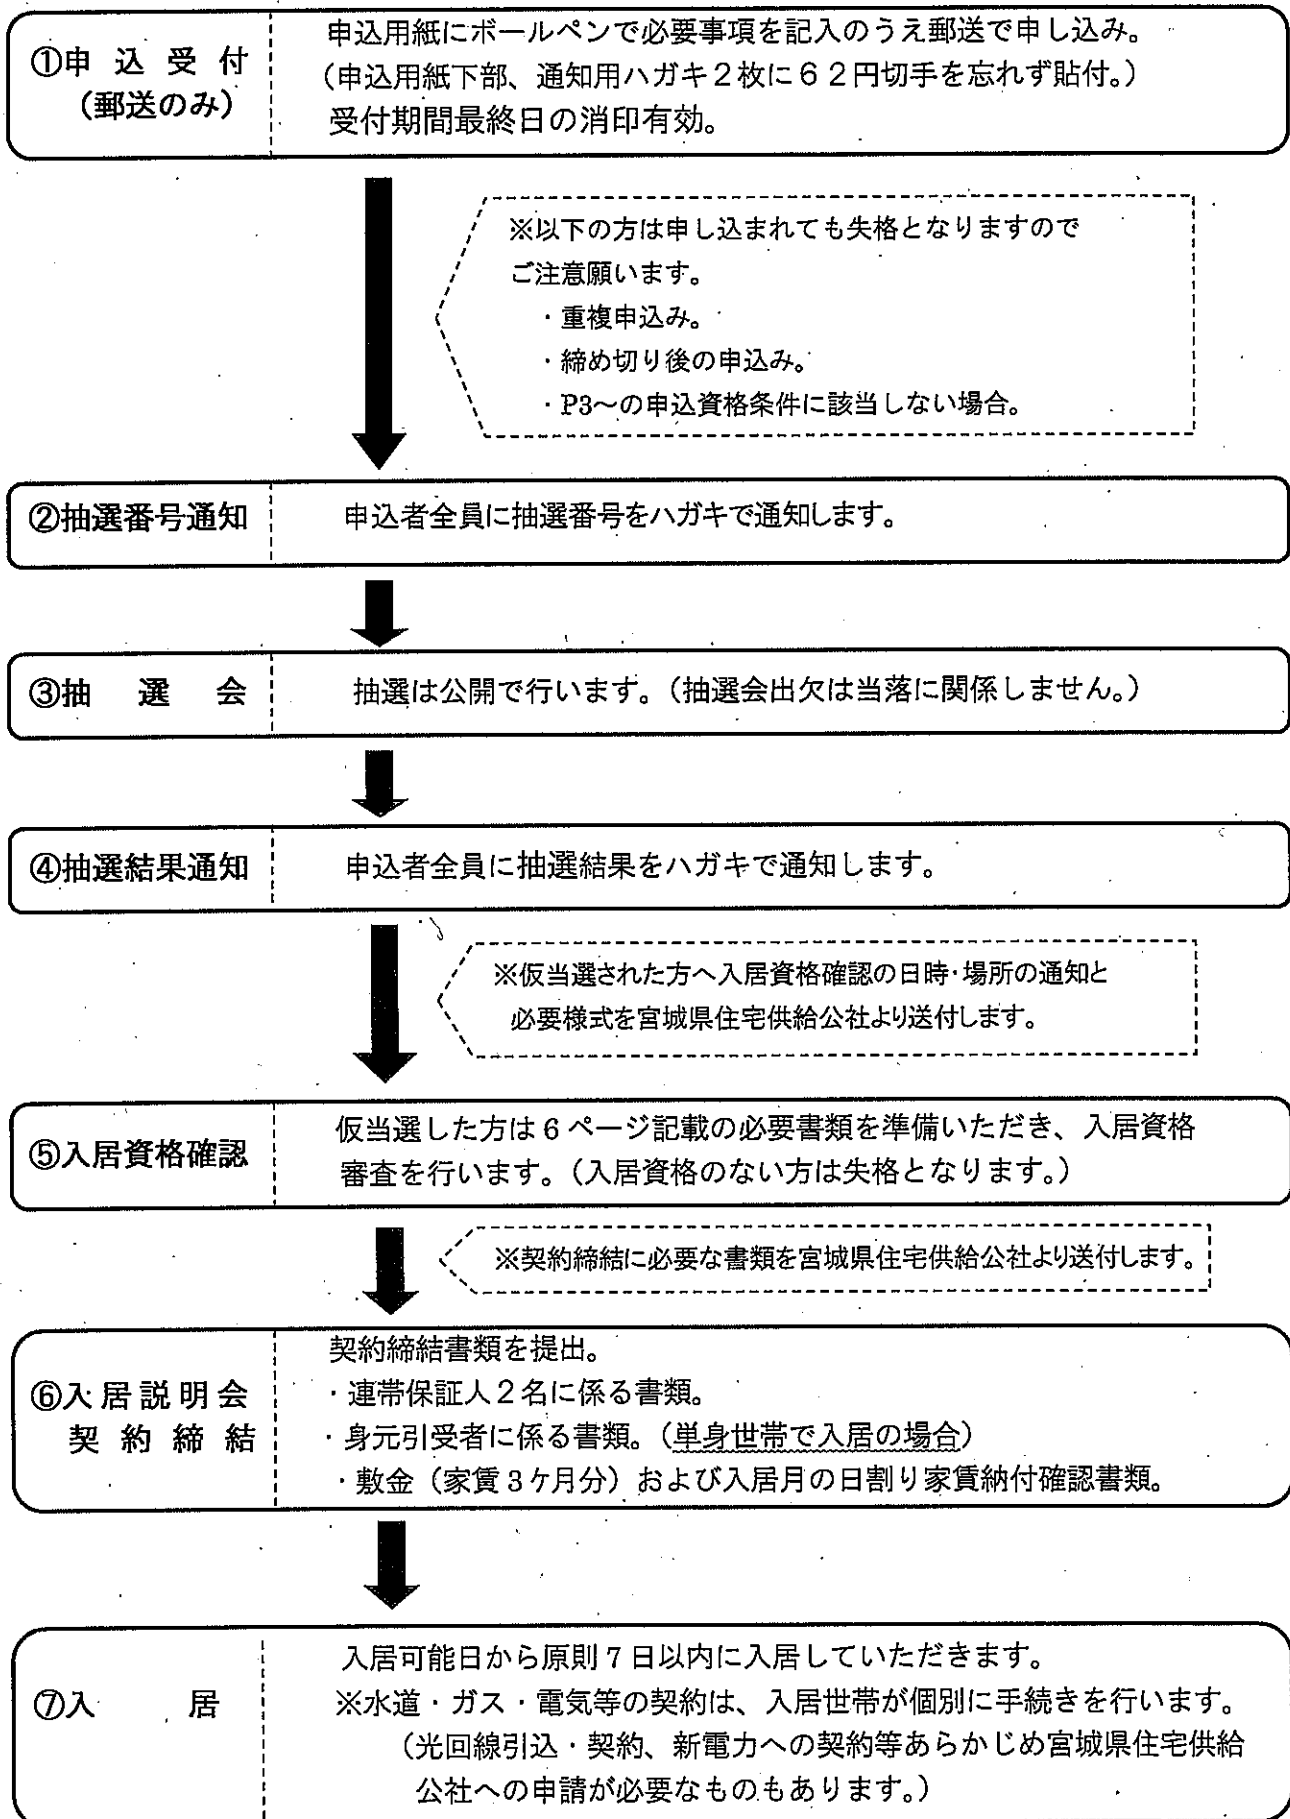 ①申込受付
(郵送のみ)
申込用紙にボールペンで必要事項を記入のうえ郵送で申し込み。
(申込用紙下部、通知用ハガキ2枚に62円切手を忘れず貼付。)
受付期間最終日の消印有効。
※以下の方は申し込まれても失格となりますので
ご注意願います。
・重複申込み。
・締め切り後の申込み。
・P3～の申込資格条件に該当しない場合。
②抽選番号通知
申込者全員に抽選番号をハガキで通知します。
③抽選会
抽選は公開で行います。(抽選会出欠は当落に関係しません。)
④抽選結果通知
申込者全員に抽選結果をハガキで通知します。
※仮当選された方へ入居資格確認の日時・場所の通知と
必要様式を宮城県住宅供給公社より送付します。
⑤入居資格確認
仮当選した方は6ページ記載の必要書類を準備いただき、入居資格
審査を行います。(入居資格のない方は失格となります。)
※契約締結に必要な書類を宮城県住宅供給公社より送付します。
⑥入居説明会
契約締結
契約締結書類を提出。
・連帯保証人2名に係る書類。
・身元引受者に係る書類。(単身世帯で入居の場合)
・敷金(家賃3ケ月分)および入居月の日割り家賃納付確認書類。
⑦入居
入居可能日から原則7日以内に入居していただきます。
※水道・ガス・電気等の契約は、入居世帯が個別に手続きを行います。
(光回線引込・契約、新電力への契約等あらかじめ宮城県住宅供給
公社への申請が必要なものもあります。)